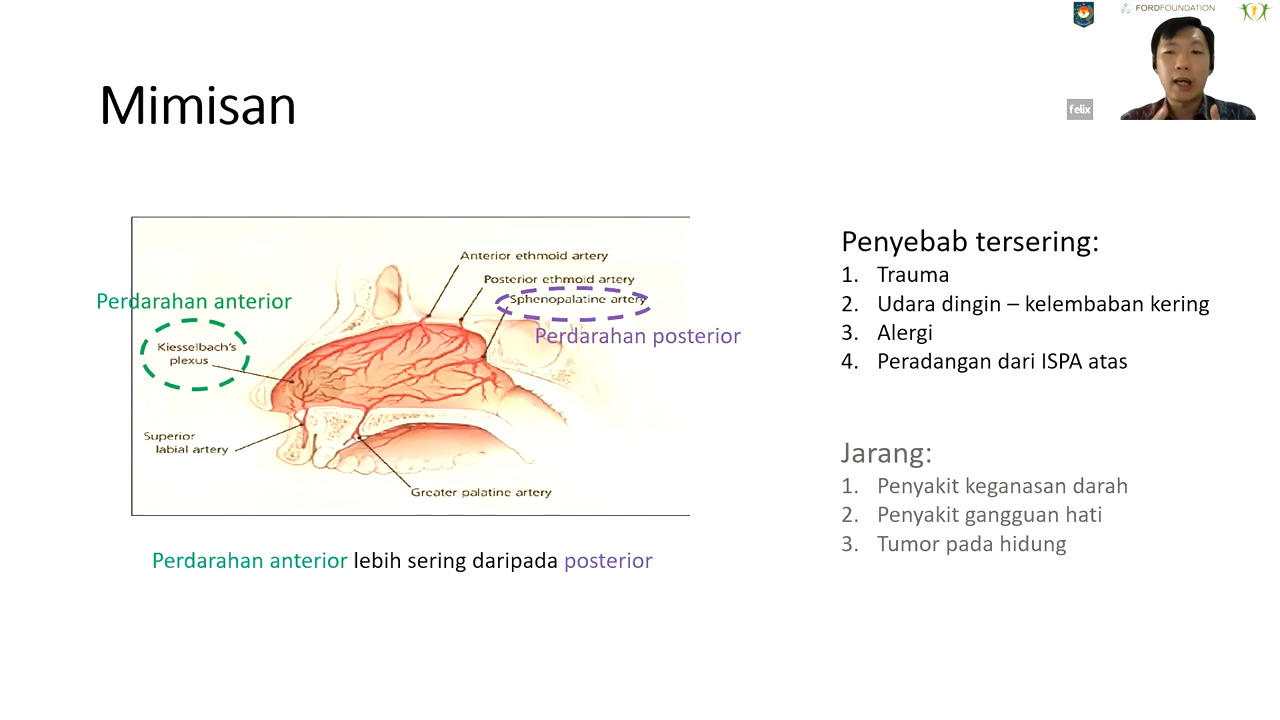 FORDFOUNDATION
felix
Mimisan
Anterior ethmoid artery
Posterior ethmoid artery
Sphenopalatine artery
Perdarahan anterior
Perdarahan posterior
Kiesselbach's
plexus
Superior
labial artery
Greater palatine artery
Perdarahan anterior lebih sering daripada posterior
Penyebab tersering:
1. Trauma
2. Udara dingin – kelembaban kering
3. Alergi
4. Peradangan dari ISPA atas
Jarang:
1. Penyakit keganasan darah
2. Penyakit gangguan hati
3. Tumor pada hidung